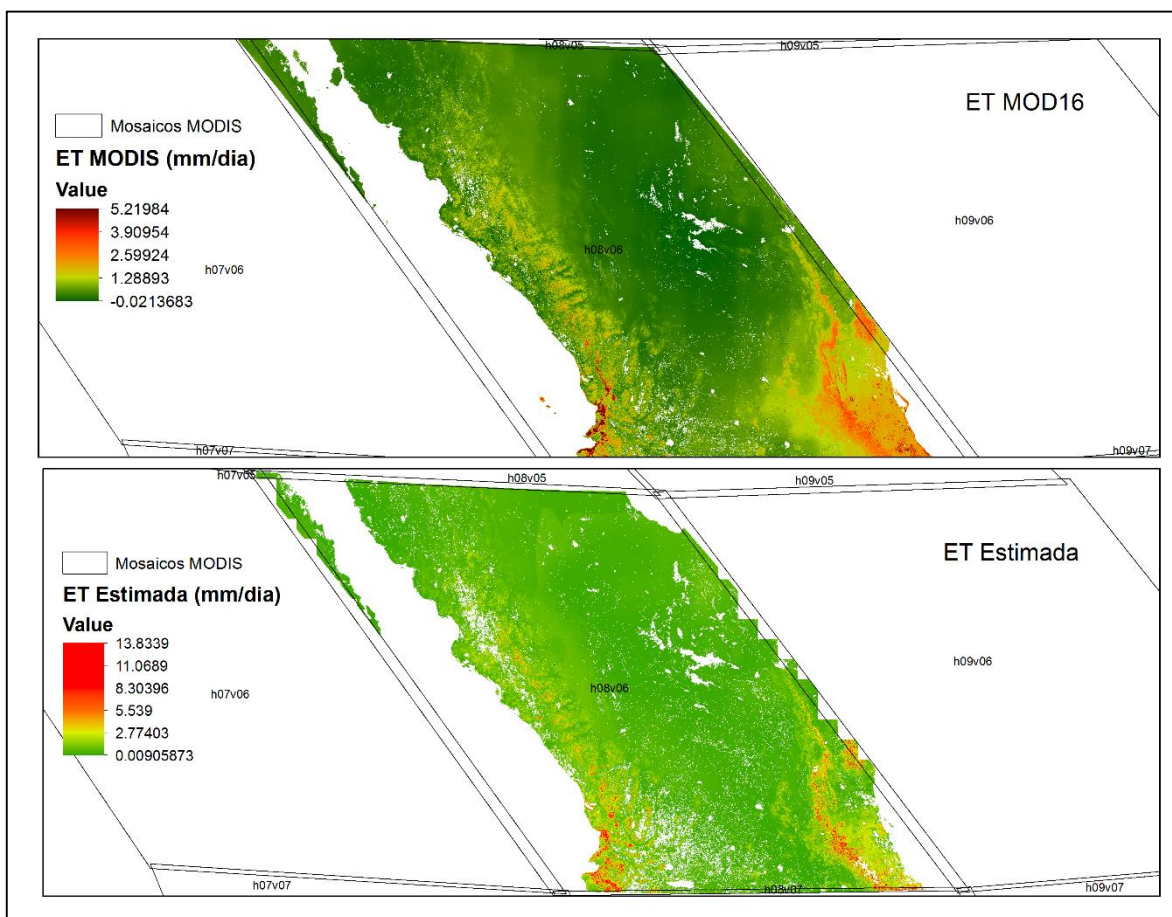 h08v05
h09v05
ET MOD16
Mosaicos MODIS
ET MODIS (mm/dia)
Value
5.21984
3.90954
2.59924
1.28893
-0.0213683
h09v06
h08v06
h07v06
h07v07
h09v07
h07v05
h08v05
h09v05
ET Estimada
Mosaicos MODIS
ET Estimada (mm/dia)
Value
13.8339
11.0689
8.30396
5.539
2.77403
0.00905873
h09v06
h08v06
h07v06
h07v07
h08v07
h09v07